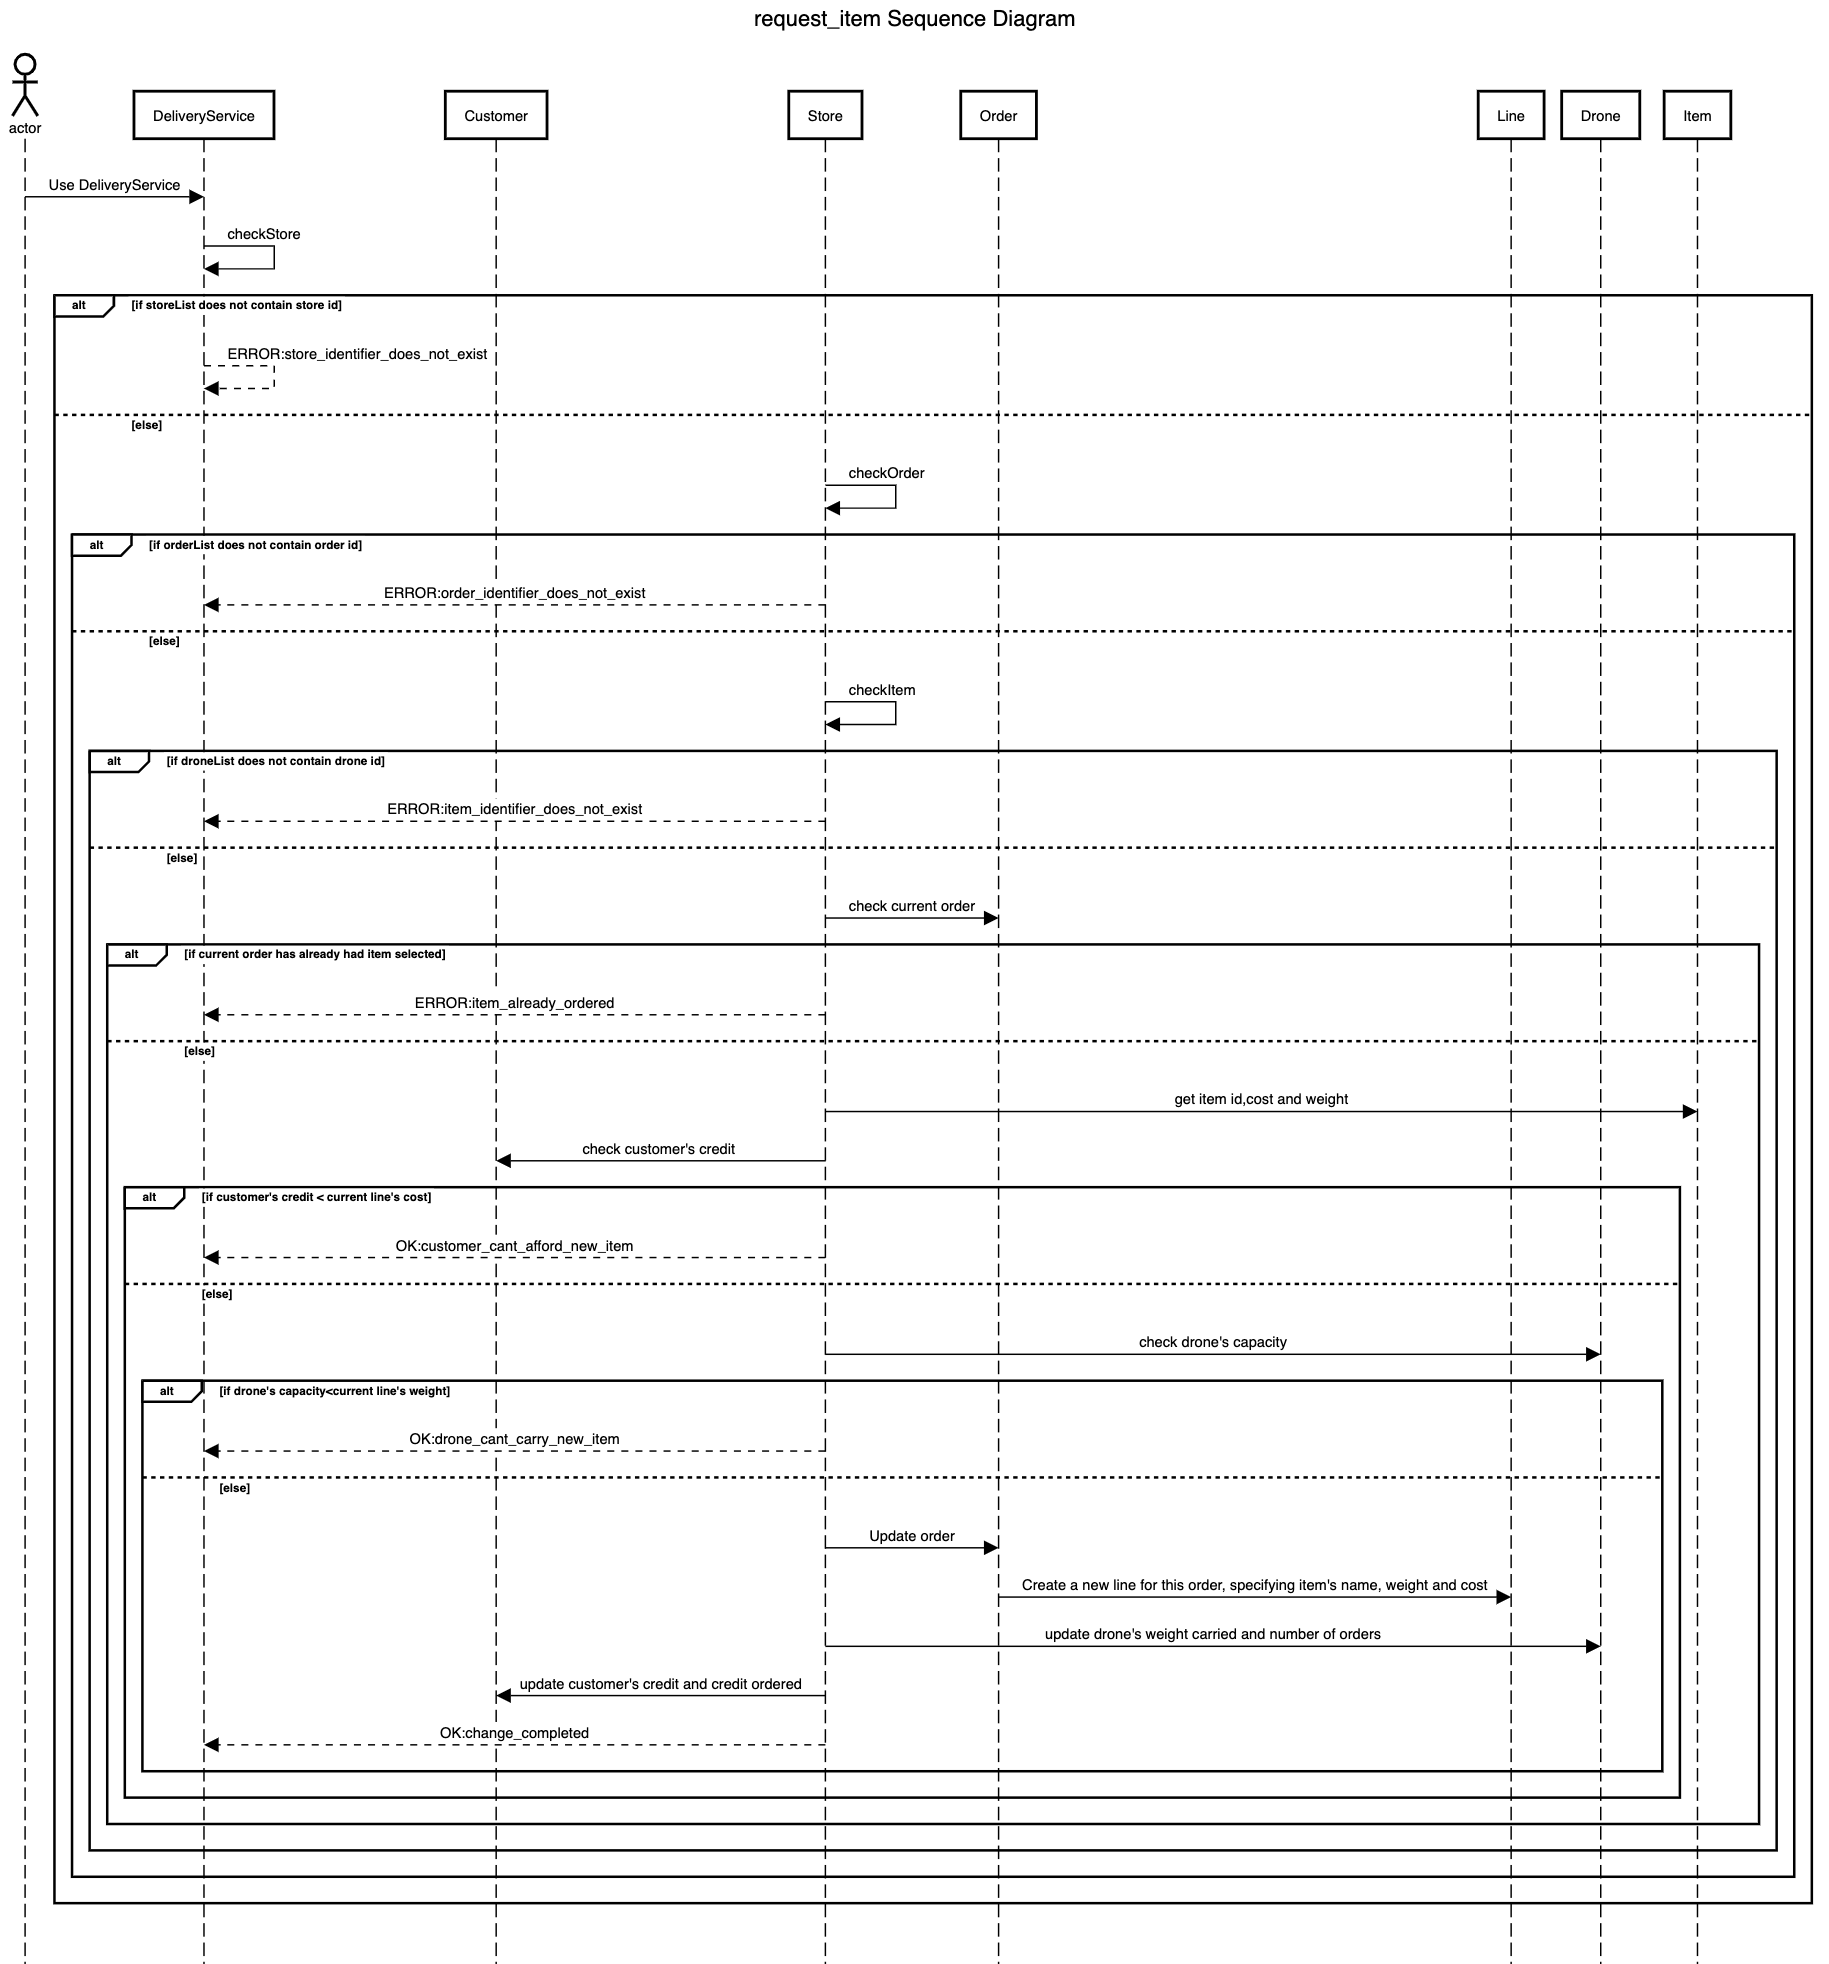 request_item Sequence Diagram
actor
DeliveryService
Customer
Store
Order
Line
Drone
Item
Use DeliveryService
checkStore
alt
[if storeList does not contain store id]
ERROR:store_identifier_does_not_exist
[else]
checkOrder
alt
[if orderList does not contain order id]
ERROR:order_identifier_does_not_exist
[else]
checkItem
alt
[if droneList does not contain drone id]
ERROR:item_identifier_does_not_exist
[else]
check current order
alt
[if current order has already had item selected]
ERROR:item_already_ordered
[else]
get item id,cost and weight
check customer's credit
alt
[if customer's credit < current line's cost]
OK:customer_cant_afford_new_item
[else]
check drone's capacity
alt
[if drone's capacity<current line's weight]
OK:drone_cant_carry_new_item
[else]
Update order
Create a new line for this order, specifying item's name, weight and cost
update drone's weight carried and number of orders
update customer's credit and credit ordered
OK:change_completed